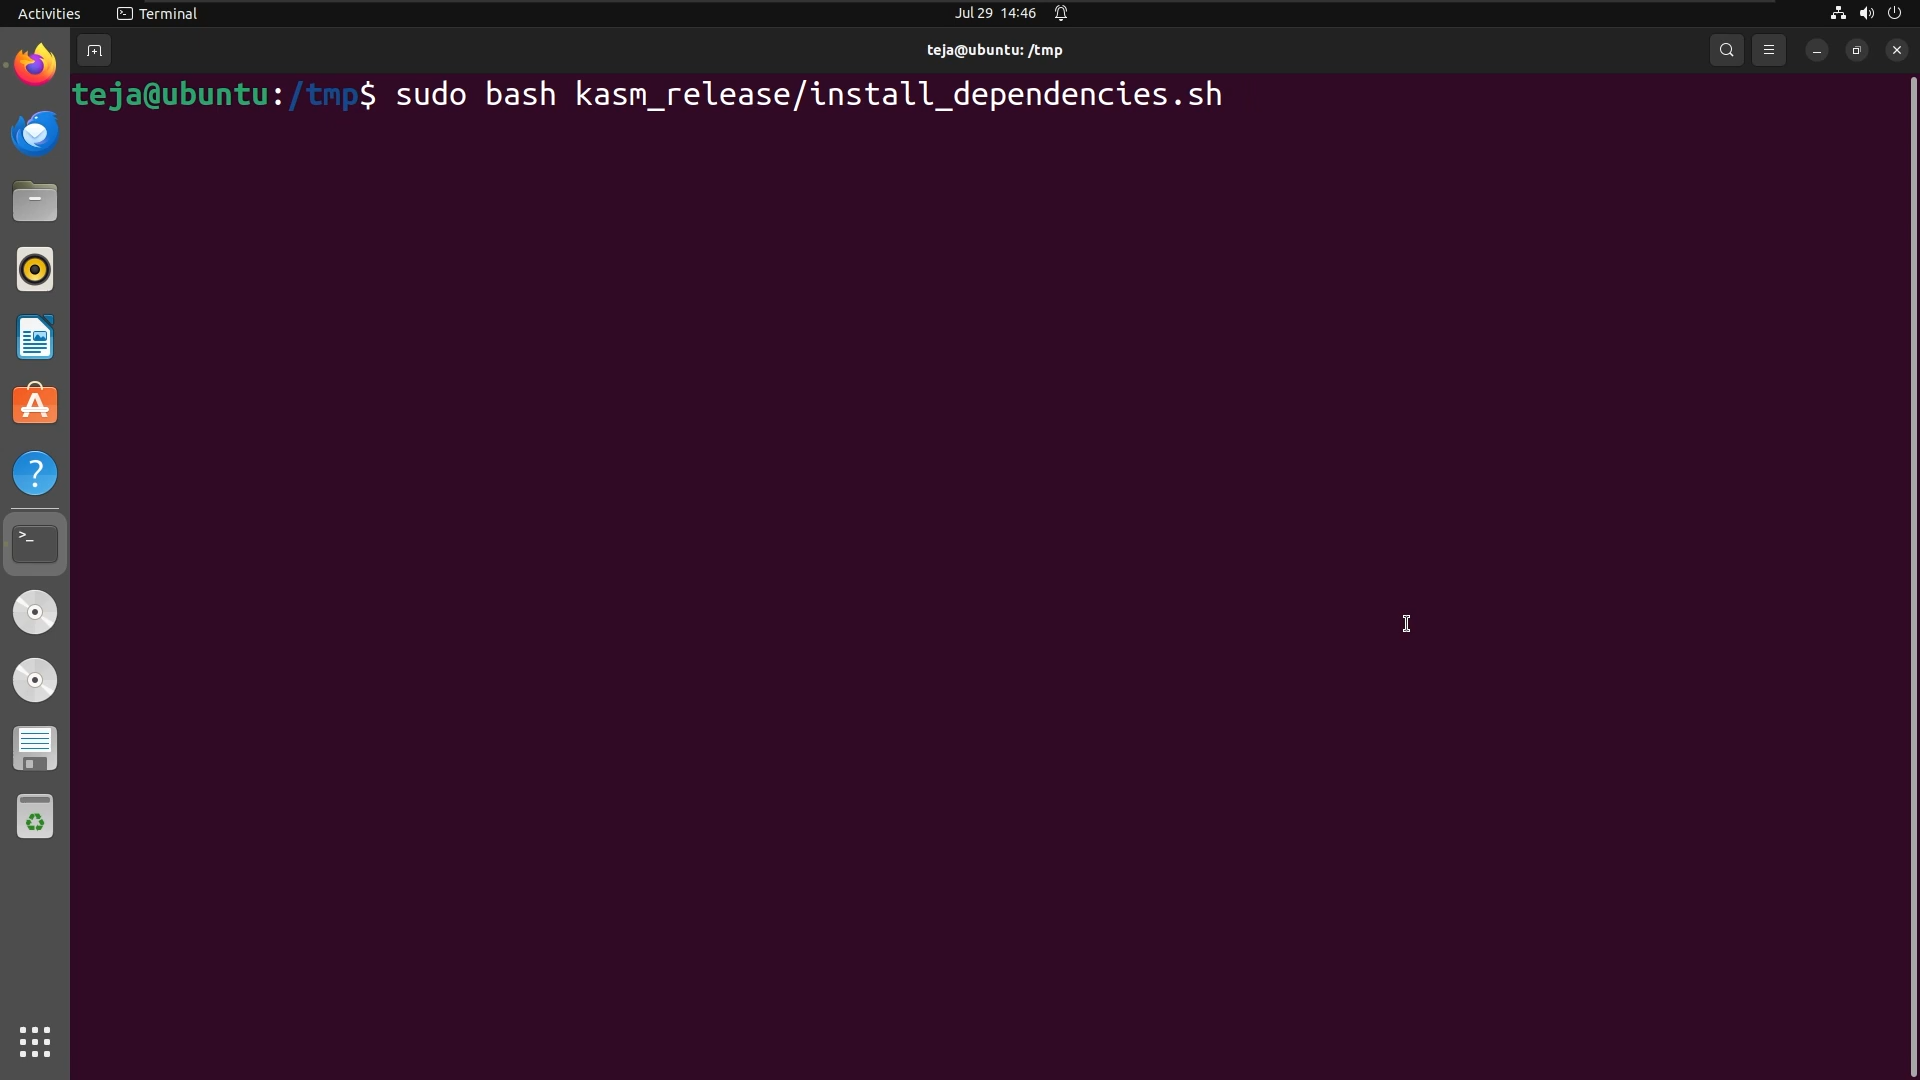 Activities Terminal Jul 29 14:46
teja@ubuntu: /tmp
teja@ubuntu:/tmp$ sudo bash kasm_release/install_dependencies.sh